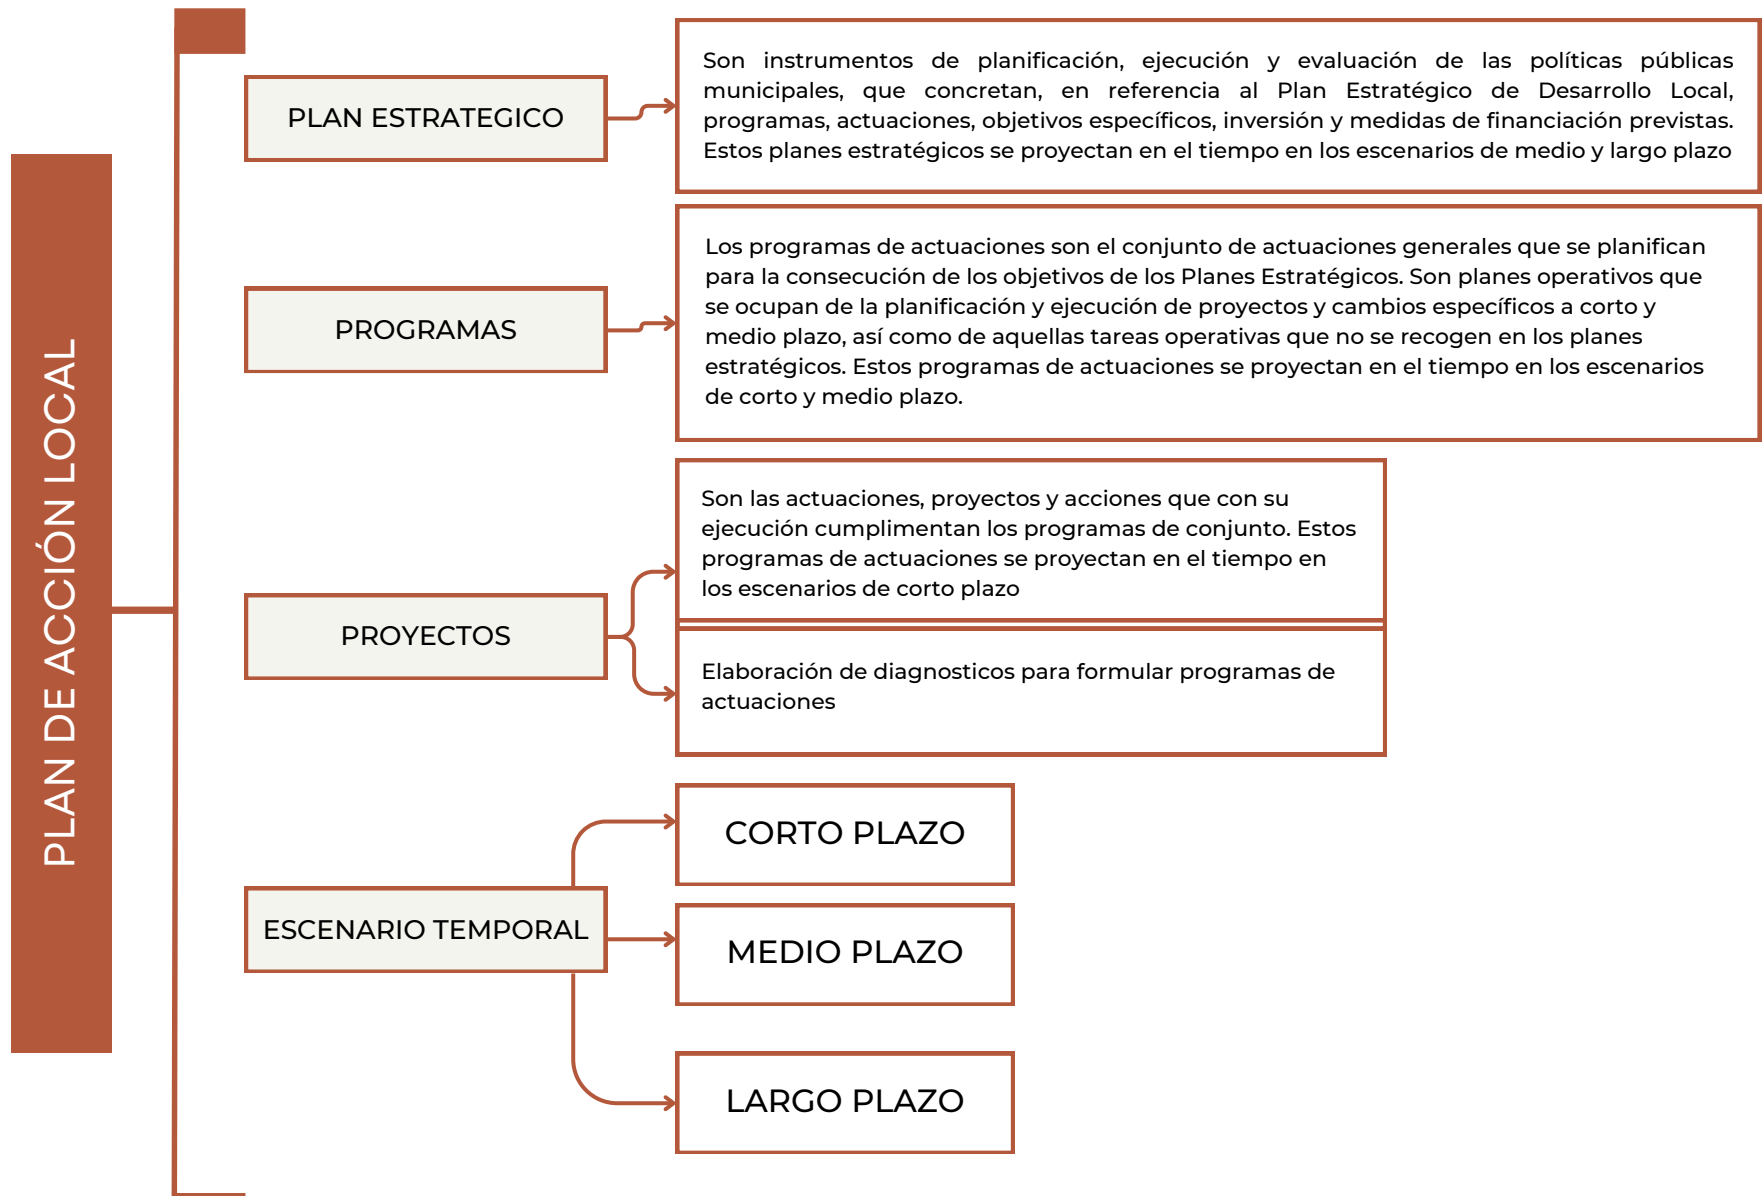 PLAN DE ACCIÓN LOCAL
PLAN ESTRATEGICO
Son instrumentos de planificación, ejecución y evaluación de las políticas públicas
municipales, que concretan, en referencia al Plan Estratégico de Desarrollo Local,
programas, actuaciones, objetivos específicos, inversión y medidas de financiación previstas.
Estos planes estratégicos se proyectan en el tiempo en los escenarios de medio y largo plazo
PROGRAMAS
Los programas de actuaciones son el conjunto de actuaciones generales que se planifican
para la consecución de los objetivos de los Planes Estratégicos. Son planes operativos que
se ocupan de la planificación y ejecución de proyectos y cambios específicos a corto y
medio plazo, así como de aquellas tareas operativas que no se recogen en los planes
estratégicos. Estos programas de actuaciones se proyectan en el tiempo en los escenarios
de corto y medio plazo.
PROYECTOS
Son las actuaciones, proyectos y acciones que con su
ejecución cumplimentan los programas de conjunto. Estos
programas de actuaciones se proyectan en el tiempo en
los escenarios de corto plazo
Elaboración de diagnosticos para formular programas de
actuaciones
ESCENARIO TEMPORAL
CORTO PLAZO
MEDIO PLAZO
LARGO PLAZO